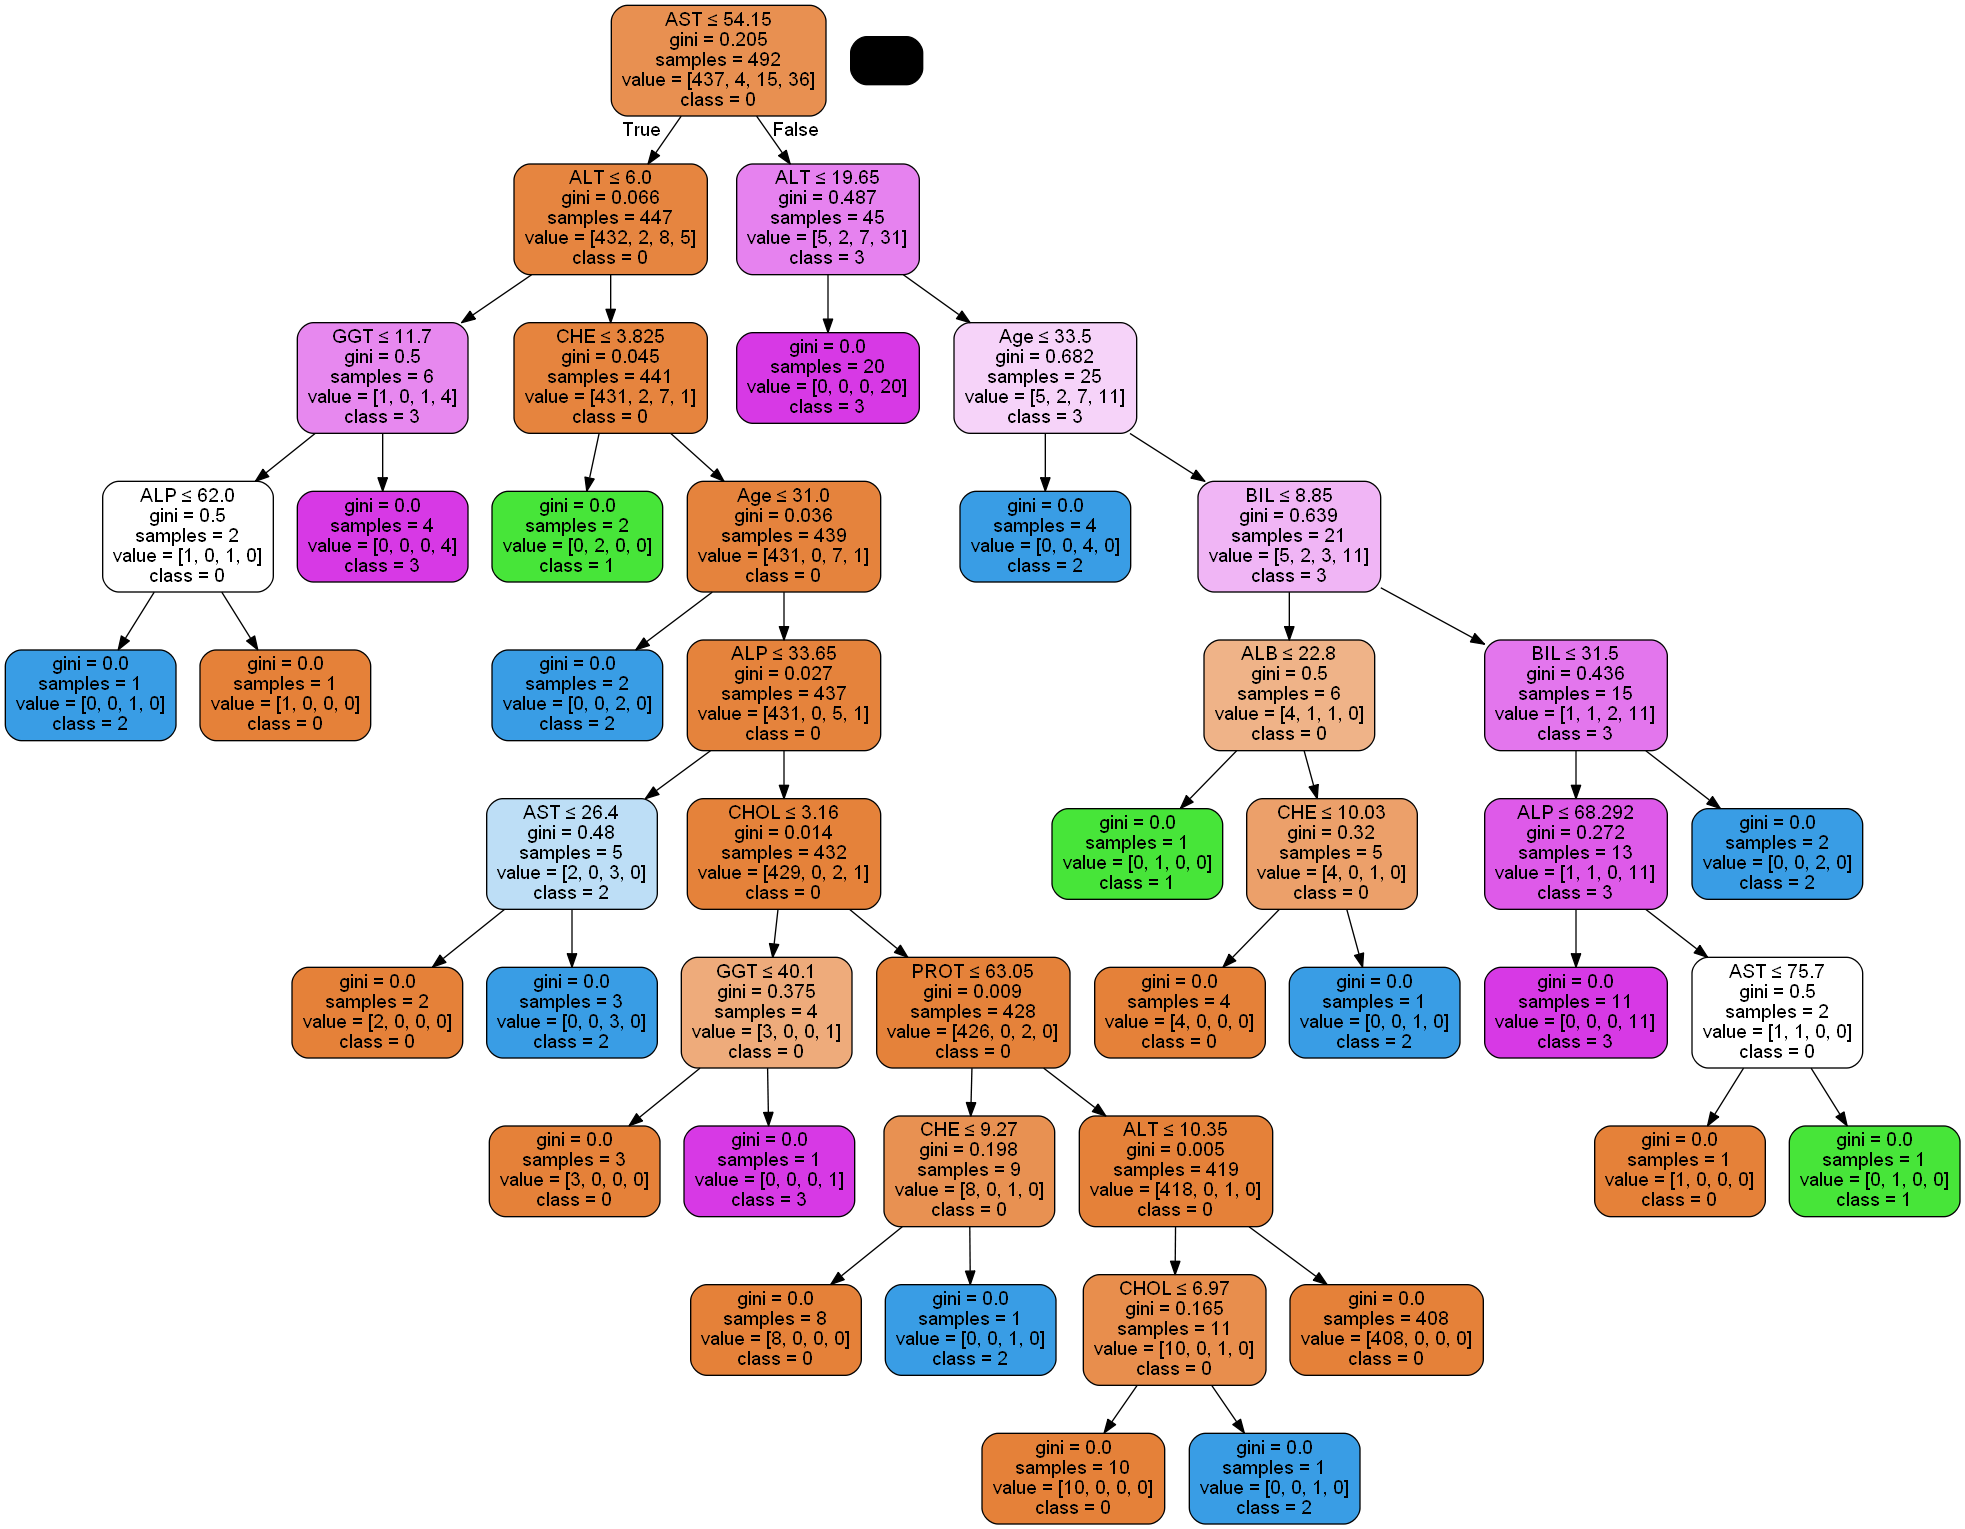 AST ≤ 54.15
gini = 0.205
samples = 492
value = [437, 4, 15, 36]
class = 0
True
False
ALT ≤ 6.0
gini = 0.066
samples = 447
value = [432, 2, 8, 5]
class = 0
ALT ≤ 19.65
gini = 0.487
samples = 45
value = [5, 2, 7, 31]
class = 3
GGT ≤ 11.7
gini = 0.5
samples = 6
value = [1, 0, 1, 4]
class = 3
CHE ≤ 3.825
gini = 0.045
samples = 441
value = [431, 2, 7, 1]
class = 0
gini = 0.0
samples = 20
value = [0, 0, 0, 20]
class = 3
Age ≤ 33.5
gini = 0.682
samples = 25
value = [5, 2, 7, 11]
class = 3
ALP ≤ 62.0
gini = 0.5
samples = 2
value = [1, 0, 1, 0]
class = 0
gini = 0.0
samples = 4
value = [0, 0, 0, 4]
class = 3
gini = 0.0
samples = 2
value = [0, 2, 0, 0]
class = 1
Age ≤ 31.0
gini = 0.036
samples = 439
value = [431, 0, 7, 1]
class = 0
gini = 0.0
samples = 4
value = [0, 0, 4, 0]
class = 2
BIL ≤ 8.85
gini = 0.639
samples = 21
value = [5, 2, 3, 11]
class = 3
gini = 0.0
samples = 1
value = [0, 0, 1, 0]
class = 2
gini = 0.0
samples = 1
value = [1, 0, 0, 0]
class = 0
gini = 0.0
samples = 2
value = [0, 0, 2, 0]
class = 2
ALP ≤ 33.65
gini = 0.027
samples = 437
value = [431, 0, 5, 1]
class = 0
ALB ≤ 22.8
gini = 0.5
samples = 6
value = [4, 1, 1, 0]
class = 0
BIL ≤ 31.5
gini = 0.436
samples = 15
value = [1, 1, 2, 11]
class = 3
AST ≤ 26.4
gini = 0.48
samples = 5
value = [2, 0, 3, 0]
class = 2
CHOL ≤ 3.16
gini = 0.014
samples = 432
value = [429, 0, 2, 1]
class = 0
gini = 0.0
samples = 1
value = [0, 1, 0, 0]
class = 1
CHE ≤ 10.03
gini = 0.32
samples = 5
value = [4, 0, 1, 0]
class = 0
ALP ≤ 68.292
gini = 0.272
samples = 13
value = [1, 1, 0, 11]
class = 3
gini = 0.0
samples = 2
value = [0, 0, 2, 0]
class = 2
gini = 0.0
samples = 2
value = [2, 0, 0, 0]
class = 0
gini = 0.0
samples = 3
value = [0, 0, 3, 0]
class = 2
GGT ≤ 40.1
gini = 0.375
samples = 4
value = [3, 0, 0, 1]
class = 0
PROT ≤ 63.05
gini = 0.009
samples = 428
value = [426, 0, 2, 0]
class = 0
gini = 0.0
samples = 4
value = [4, 0, 0, 0]
class = 0
gini = 0.0
samples = 1
value = [0, 0, 1, 0]
class = 2
gini = 0.0
samples = 11
value = [0, 0, 0, 11]
class = 3
AST ≤ 75.7
gini = 0.5
samples = 2
value = [1, 1, 0, 0]
class = 0
gini = 0.0
samples = 3
value = [3, 0, 0, 0]
class = 0
gini = 0.0
samples = 1
value = [0, 0, 0, 1]
class = 3
CHE ≤ 9.27
gini = 0.198
samples = 9
value = [8, 0, 1, 0]
class = 0
ALT ≤ 10.35
gini = 0.005
samples = 419
value = [418, 0, 1, 0]
class = 0
gini = 0.0
samples = 1
value = [1, 0, 0, 0]
class = 0
gini = 0.0
samples = 1
value = [0, 1, 0, 0]
class = 1
gini = 0.0
samples = 8
value = [8, 0, 0, 0]
class = 0
gini = 0.0
samples = 1
value = [0, 0, 1, 0]
class = 2
CHOL ≤ 6.97
gini = 0.165
samples = 11
value = [10, 0, 1, 0]
class = 0
gini = 0.0
samples = 408
value = [408, 0, 0, 0]
class = 0
gini = 0.0
samples = 10
value = [10, 0, 0, 0]
class = 0
gini = 0.0
samples = 1
value = [0, 0, 1, 0]
class = 2